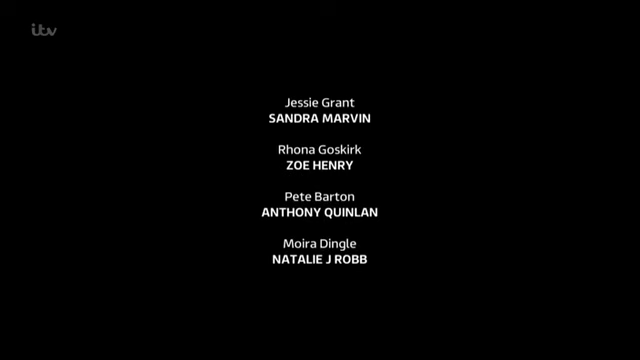 itv
Jessie Grant
SANDRA MARVIN
Rhona Goskirk
ZOE HENRY
Pete Barton
ANTHONY QUINLAN
Moira Dingle
NATALIE J ROBB